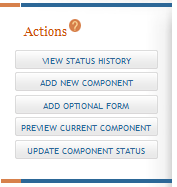 Actions ?
VIEW STATUS HISTORY
ADD NEW COMPONENT
ADD OPTIONAL FORM
PREVIEW CURRENT COMPONENT
UPDATE COMPONENT STATUS